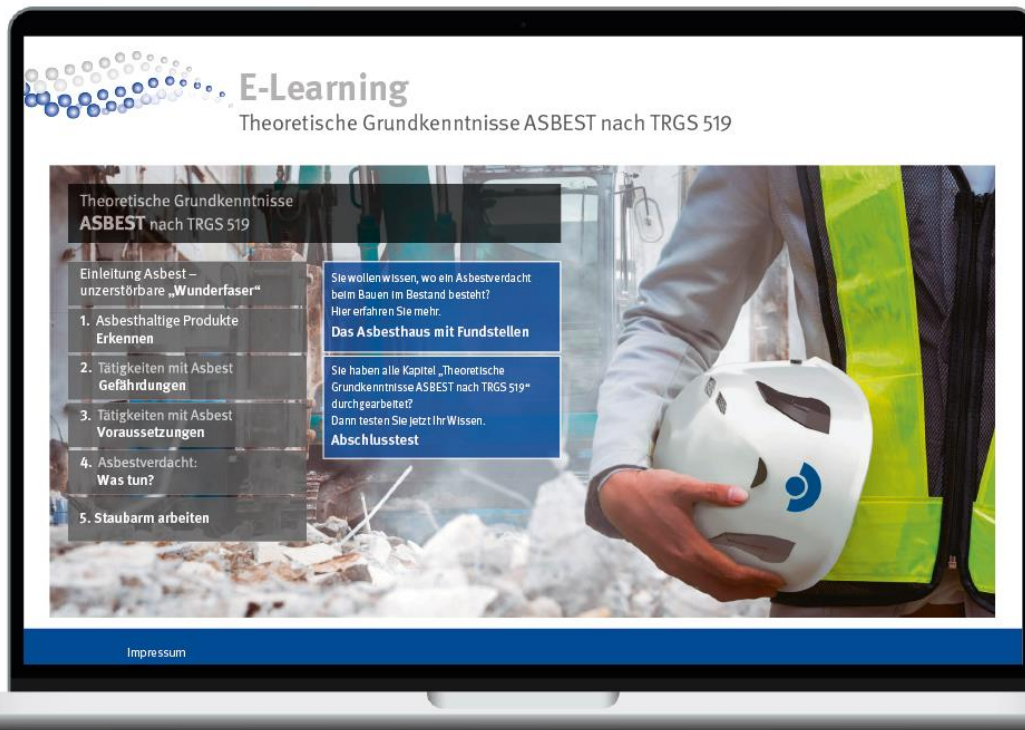 E-Learning
Theoretische Grundkenntnisse ASBEST nach TRGS 519
Theoretische Grundkenntnisse
ASBEST nach TRGS 519
Einleitung Asbest –
unzerstörbare „Wunderfaser“
1. Asbesthaltige Produkte
Erkennen
2. Tätigkeiten mit Asbest
Gefährdungen
3. Tätigkeiten mit Asbest
Voraussetzungen
4. Asbestverdacht:
Was tun?
5. Staubarm arbeiten
Sie wollen wissen, wo ein Asbestverdacht
beim Bauen im Bestand besteht?
Hier erfahren Sie mehr.
Das Asbesthaus mit Fundstellen
Sie haben alle Kapitel „Theoretische
Grundkenntnisse ASBEST nach TRGS 519“
durchgearbeitet?
Dann testen Sie jetzt Ihr Wissen.
Abschlusstest
Impressum